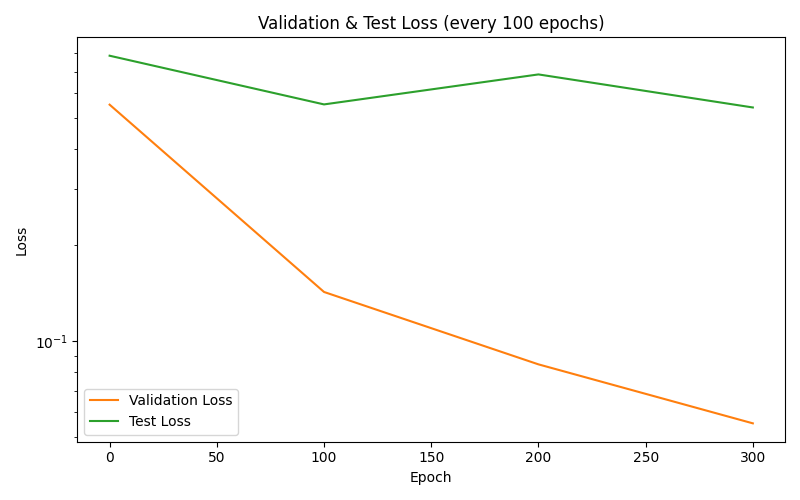 Validation & Test Loss (every 100 epochs)
Loss
10⁻¹
Validation Loss
Test Loss
0 50 100 150 200 250 300
Epoch